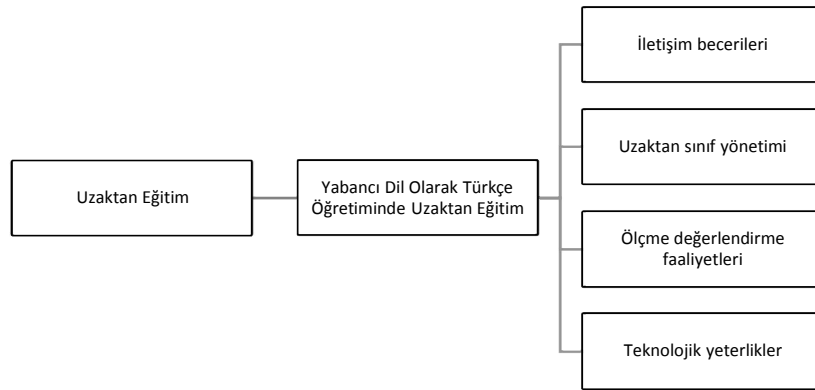 İletişim becerileri
Uzaktan sınıf yönetimi
Uzaktan Eğitim
Yabancı Dil Olarak Türkçe
Öğretiminde Uzaktan Eğitim
Ölçme değerlendirme
faaliyetleri
Teknolojik yeterlikler